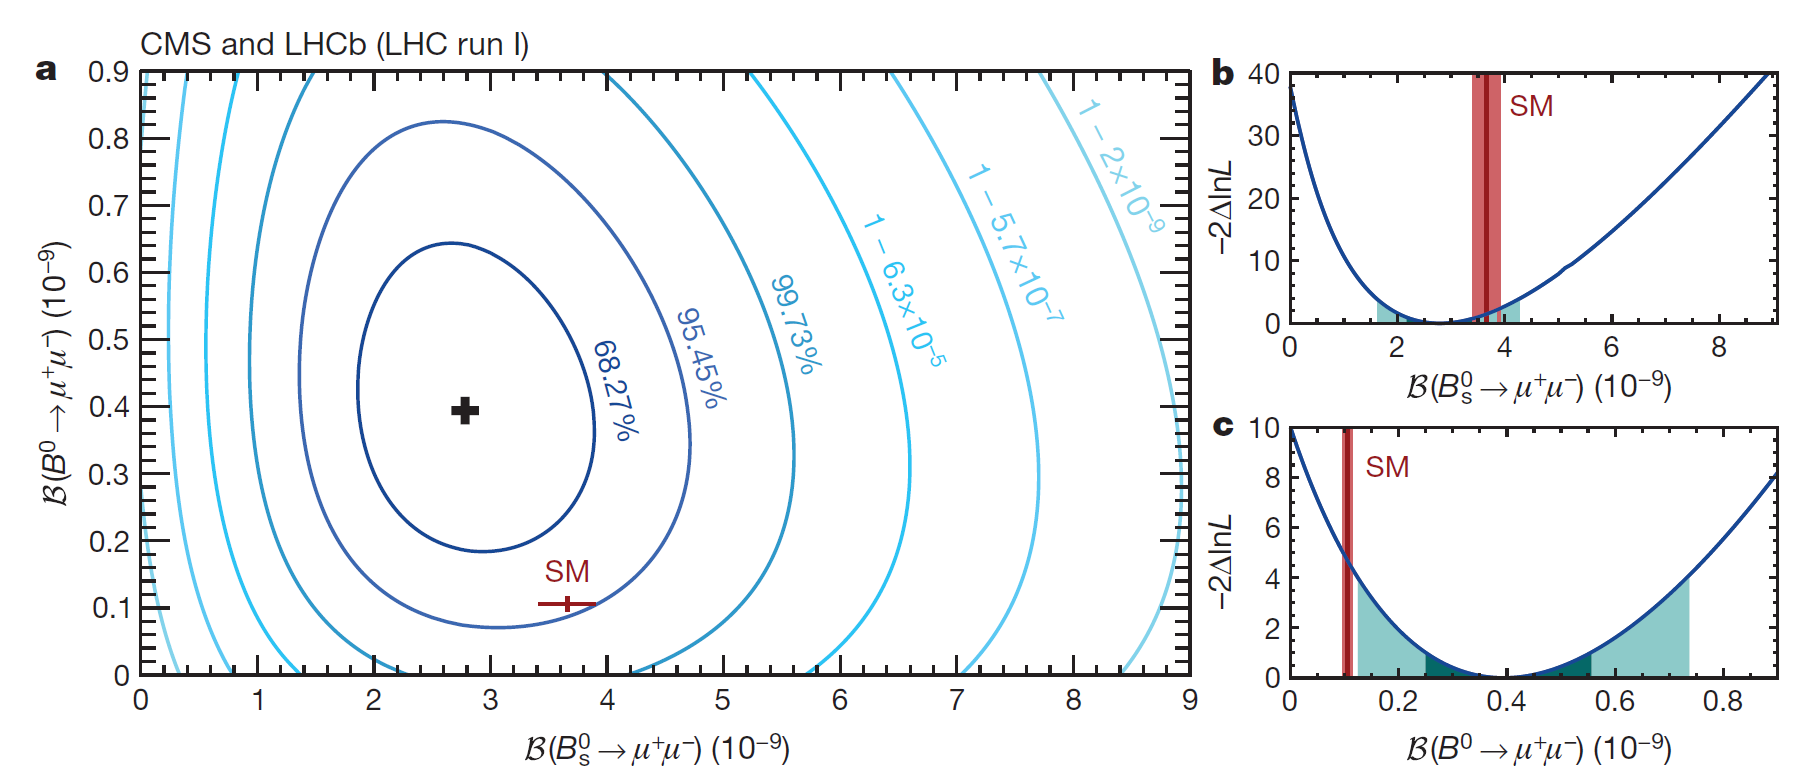 CMS and LHCb (LHC run I)
a
0.9
0.8
0.7
0.6
0.5
0.4
0.3
0.2
0.1
0
ℬ(B⁰ → μ⁺μ⁻) (10⁻⁹)
68.27%
95.45%
99.73%
1 – 6.3×10⁻⁵
1 – 5.7×10⁻⁷
1 – 2×10⁻⁹
SM
0 1 2 3 4 5 6 7 8 9
ℬ(B⁰ₛ → μ⁺μ⁻) (10⁻⁹)
b
40
30
20
10
0
–2ΔlnL
SM
0 2 4 6 8
ℬ(B⁰ₛ → μ⁺μ⁻) (10⁻⁹)
c
10
8
6
4
2
0
–2ΔlnL
SM
0 0.2 0.4 0.6 0.8
ℬ(B⁰ → μ⁺μ⁻) (10⁻⁹)